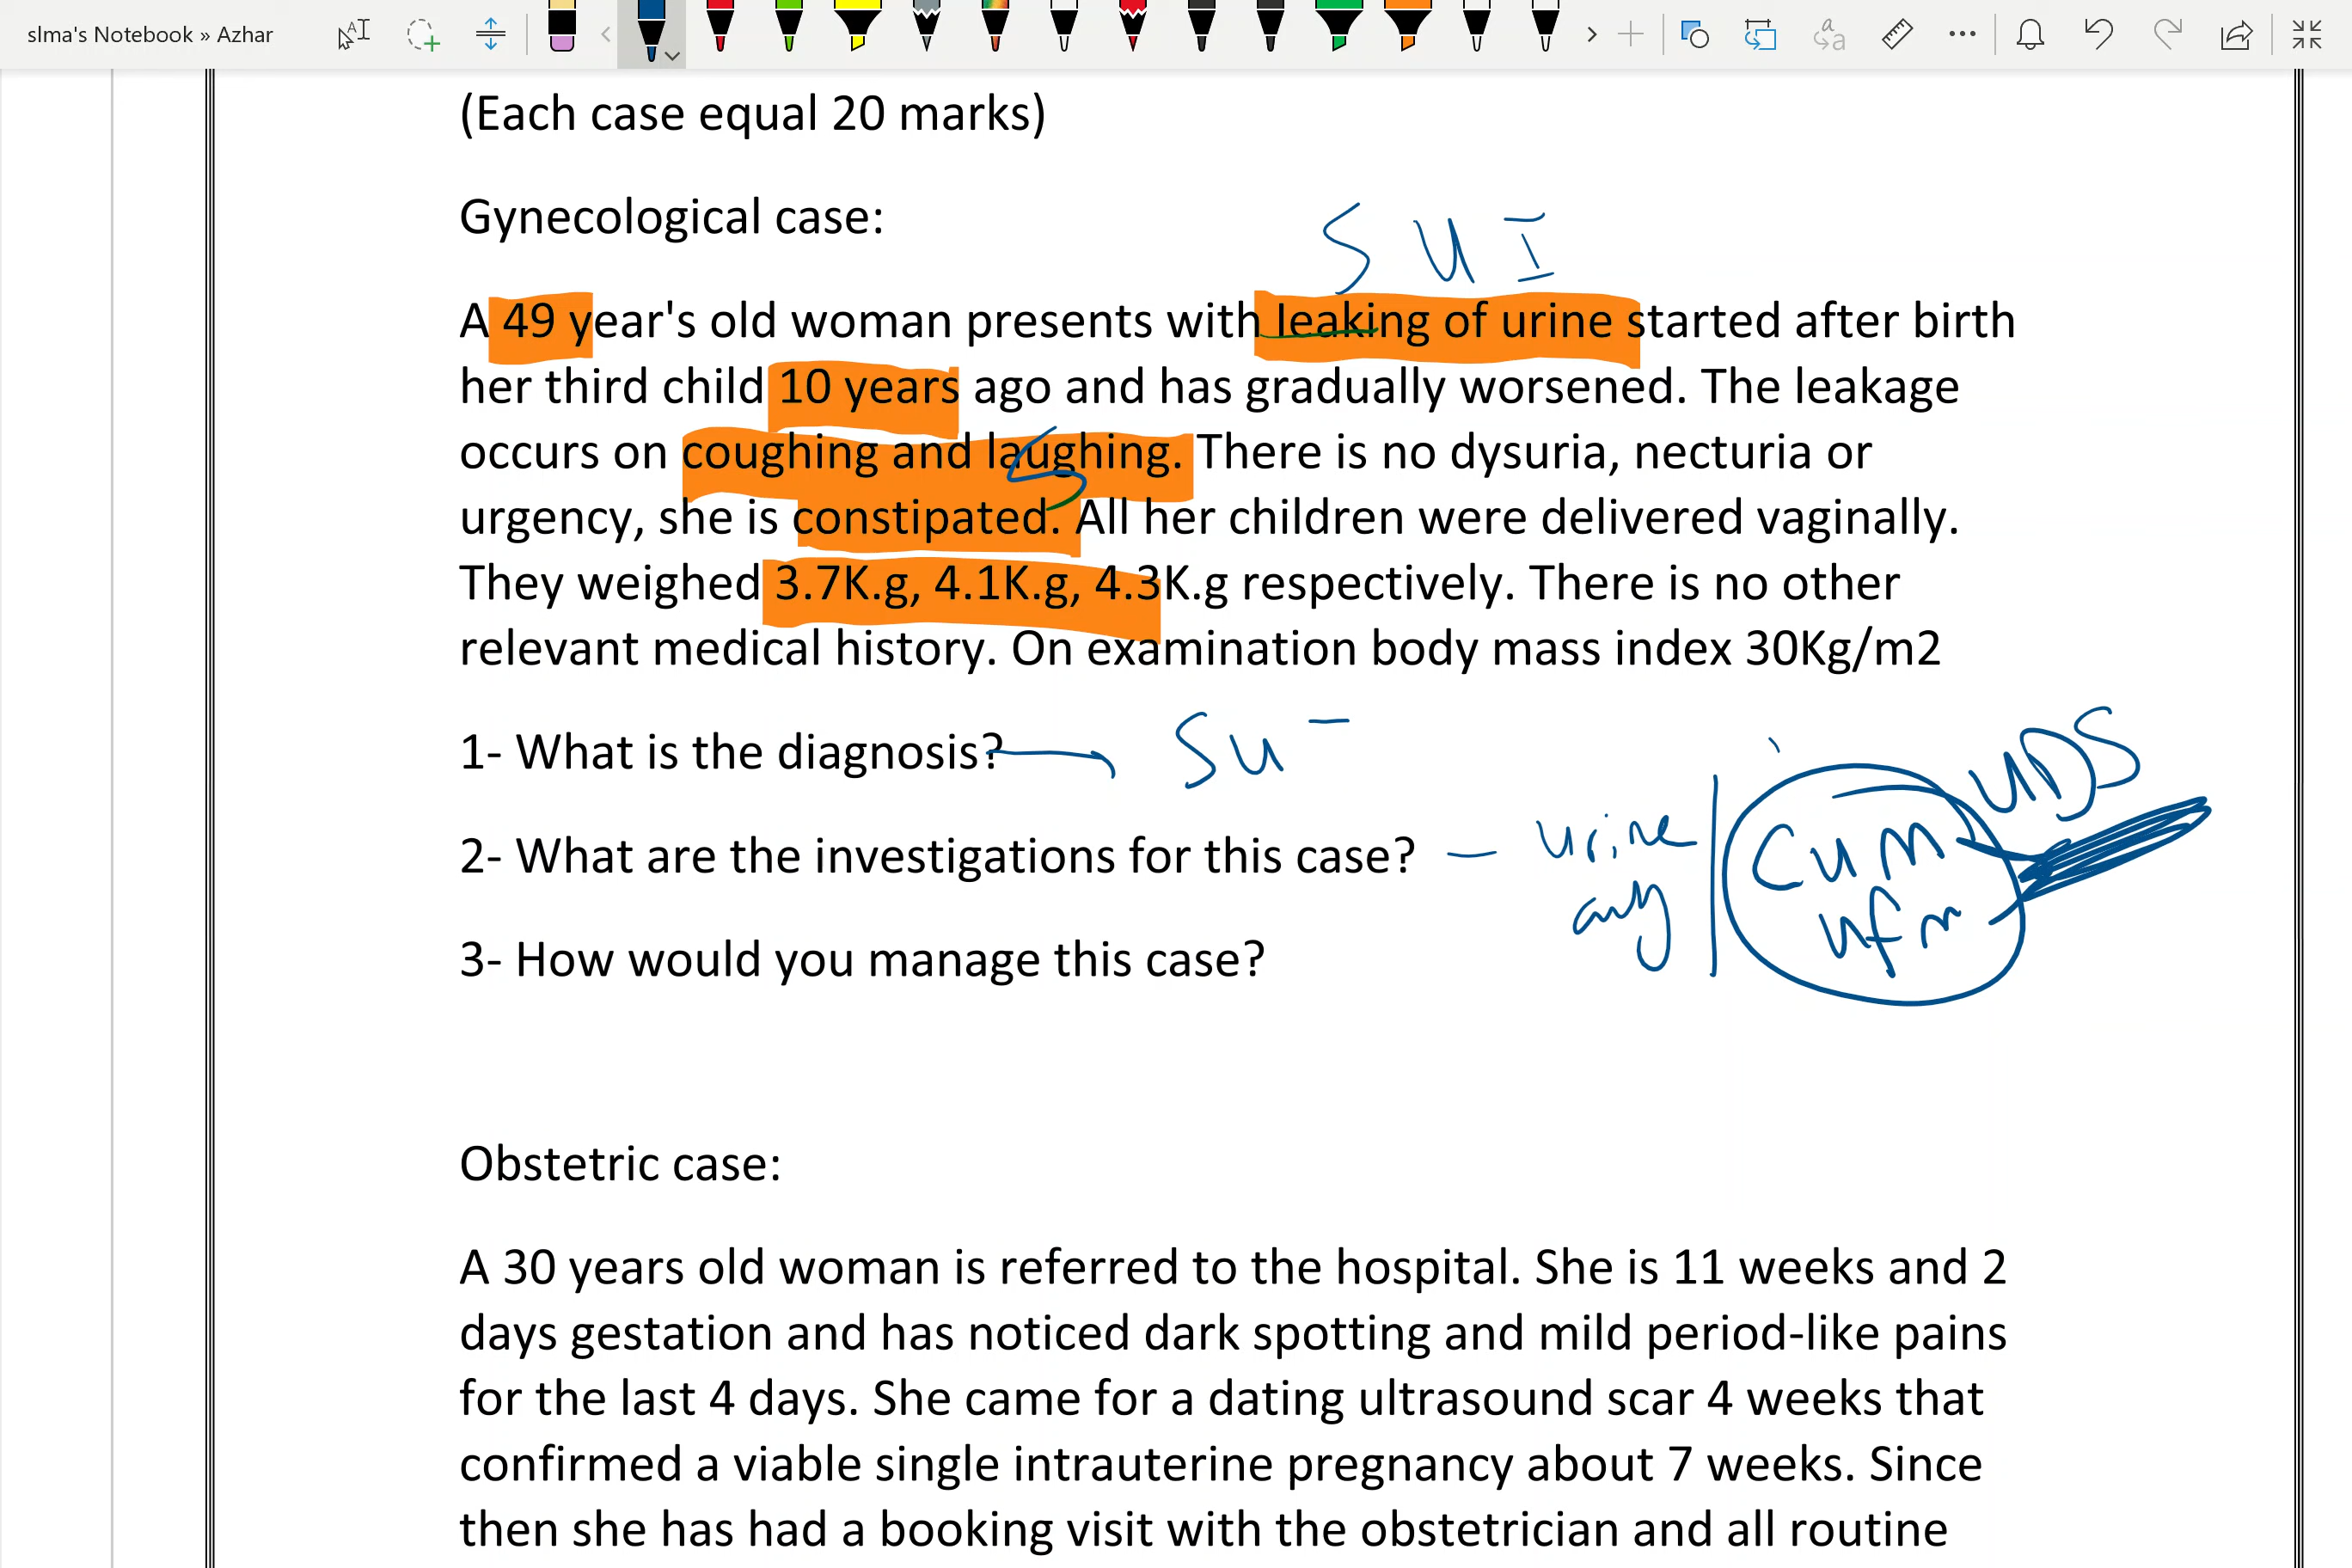 slma's Notebook » Azhar
(Each case equal 20 marks)
Gynecological case:
SUI
A 49 year's old woman presents with leaking of urine started after birth
her third child 10 years ago and has gradually worsened. The leakage
occurs on coughing and laughing. There is no dysuria, necturia or
S
urgency, she is constipated. All her children were delivered vaginally.
They weighed 3.7K.g, 4.1K.g, 4.3K.g respectively. There is no other
relevant medical history. On examination body mass index 30Kg/m2
1- What is the diagnosis? SU
UDS
2- What are the investigations for this case? – urine
Cum
ufm
3- How would you manage this case?
Obstetric case:
A 30 years old woman is referred to the hospital. She is 11 weeks and 2
days gestation and has noticed dark spotting and mild period-like pains
for the last 4 days. She came for a dating ultrasound scar 4 weeks that
confirmed a viable single intrauterine pregnancy about 7 weeks. Since
then she has had a booking visit with the obstetrician and all routine